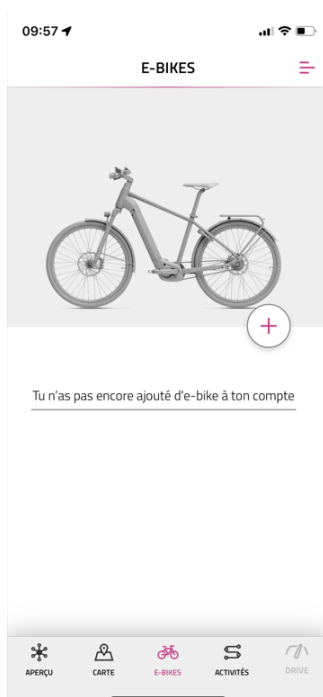 09:57
E-BIKES
Tu n'as pas encore ajouté d'e-bike à ton compte
APERÇU
CARTE
E-BIKES
ACTIVITÉS
DRIVE